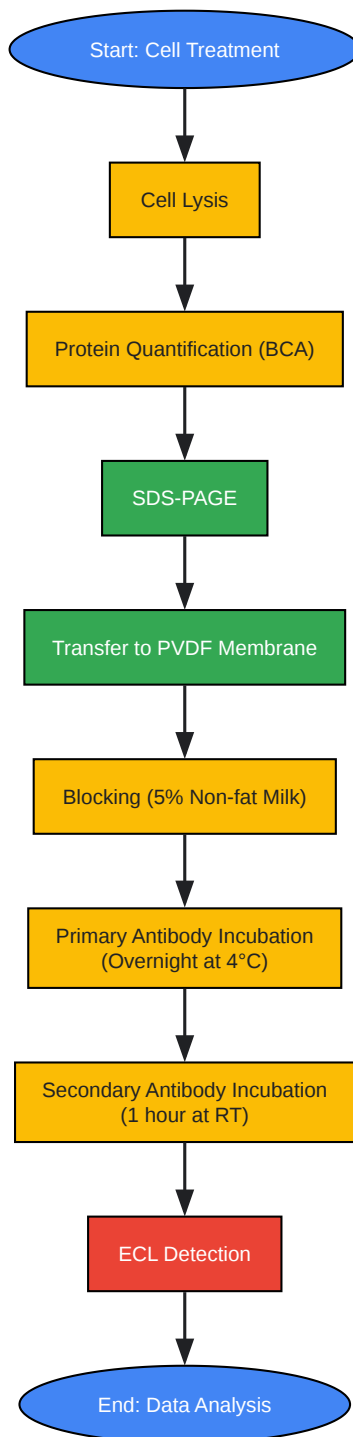 Start: Cell Treatment
Cell Lysis
Protein Quantification (BCA)
SDS-PAGE
Transfer to PVDF Membrane
Blocking (5% Non-fat Milk)
Primary Antibody Incubation
(Overnight at 4°C)
Secondary Antibody Incubation
(1 hour at RT)
ECL Detection
End: Data Analysis